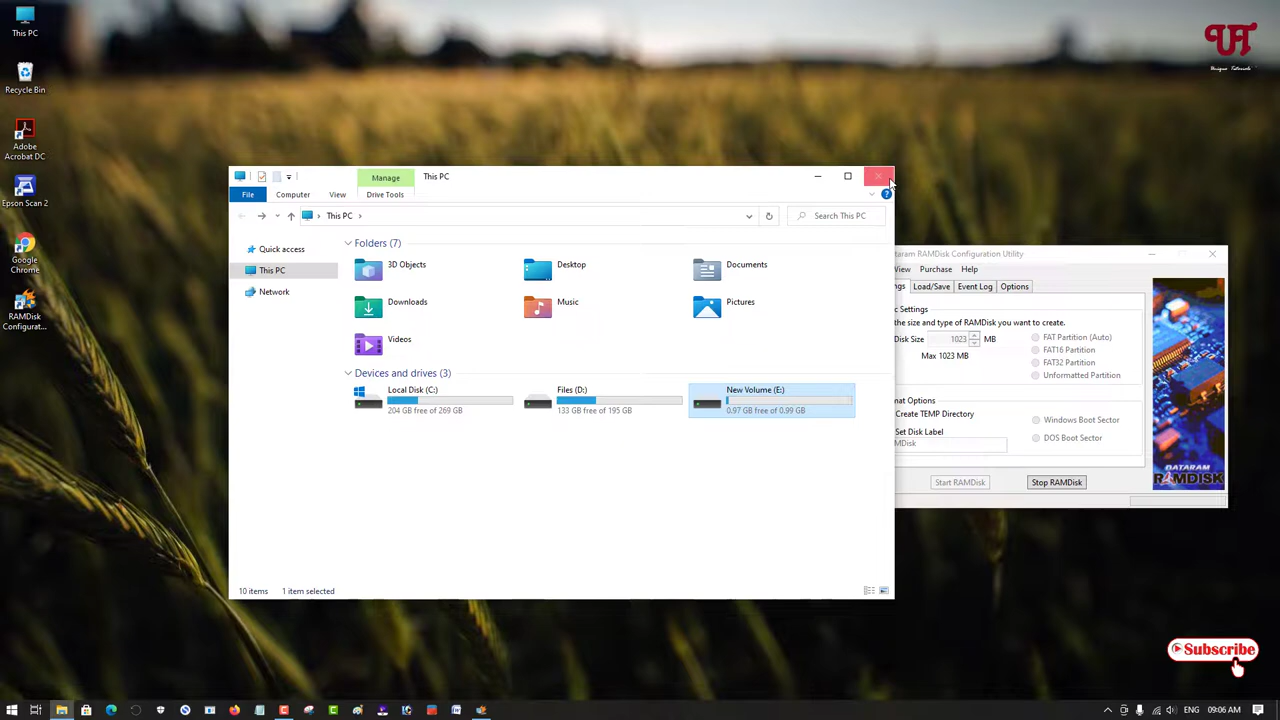 This PC
Recycle Bin
Adobe
Acrobat DC
Epson Scan 2
Google
Chrome
RAMDisk
Configurat...
UT
Unique Tutorials
Manage
This PC
File
Computer
View
Drive Tools
This PC
Search This PC
Quick access
This PC
Network
Folders (7)
3D Objects
Desktop
Documents
Downloads
Music
Pictures
Videos
Devices and drives (3)
Local Disk (C:)
204 GB free of 269 GB
Files (D:)
133 GB free of 195 GB
New Volume (E:)
0.97 GB free of 0.99 GB
10 items
1 item selected
taram RAMDisk Configuration Utility
View
Purchase
Help
ngs
Load/Save
Event Log
Options
c Settings
the size and type of RAMDisk you want to create.
Disk Size
1023
MB
Max 1023 MB
FAT Partition (Auto)
FAT16 Partition
FAT32 Partition
Unformatted Partition
mat Options
Create TEMP Directory
Set Disk Label
MDisk
Windows Boot Sector
DOS Boot Sector
Start RAMDisk
Stop RAMDisk
DATARAM
RAMDISK
Subscribe
ENG
09:06 AM